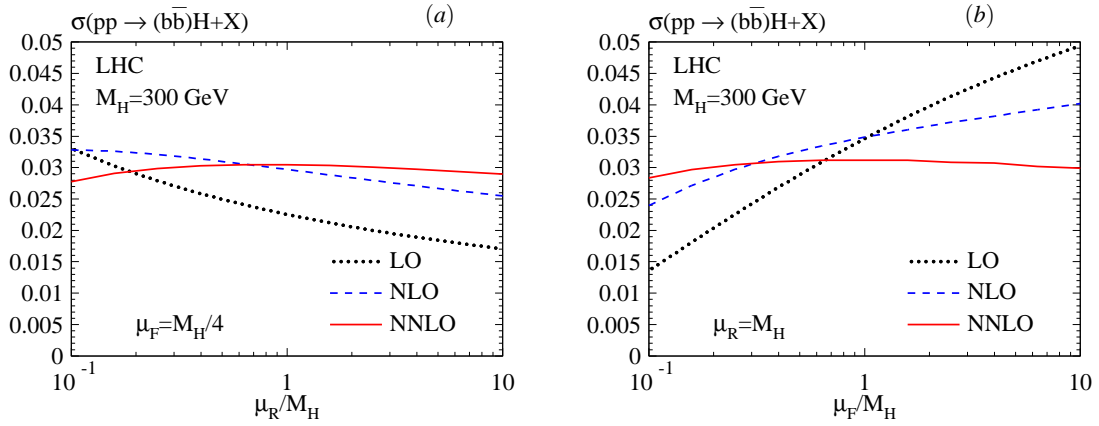 σ(pp → (bb̅)H+X) (a)
0.05
0.045
0.04
0.035
0.03
0.025
0.02
0.015
0.01
0.005
0
LHC
M_H=300 GeV
LO
NLO
NNLO
μ_F=M_H/4
10^-1 1 10
μ_R/M_H
σ(pp → (bb̅)H+X) (b)
0.05
0.045
0.04
0.035
0.03
0.025
0.02
0.015
0.01
0.005
0
LHC
M_H=300 GeV
LO
NLO
NNLO
μ_R=M_H
10^-1 1 10
μ_F/M_H